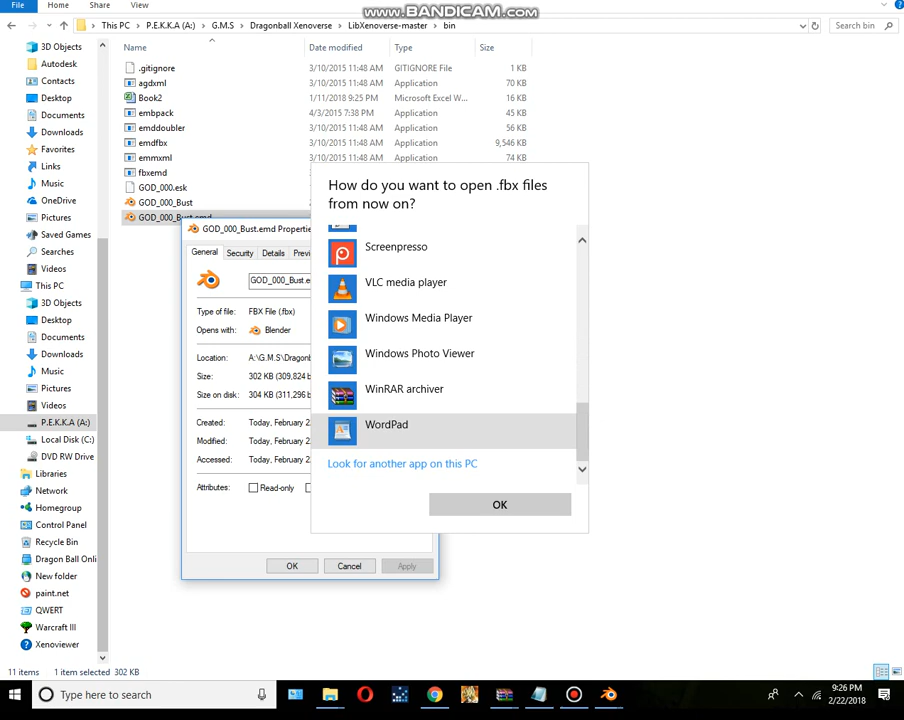 www.BANDICAM.com
File Home Share View
This PC > P.E.K.K.A (A:) > G.M.S > Dragonball Xenoverse > LibXenoverse-master > bin
Search bin
Name Date modified Type Size
3D Objects
Autodesk
Contacts
Desktop
Documents
Downloads
Favorites
Links
Music
OneDrive
Pictures
Saved Games
Searches
Videos
This PC
3D Objects
Desktop
Documents
Downloads
Music
Pictures
Videos
P.E.K.K.A (A:)
Local Disk (C:)
DVD RW Drive
Libraries
Network
Homegroup
Control Panel
Recycle Bin
Dragon Ball Onli
New folder
paint.net
QWERT
Warcraft III
Xenoviewer
.gitignore 3/10/2015 11:48 AM GITIGNORE File 1 KB
agdxml 3/10/2015 11:48 AM Application 70 KB
Book2 1/11/2018 9:25 PM Microsoft Excel W... 16 KB
embpack 4/3/2015 7:38 PM Application 45 KB
emddoubler 3/10/2015 11:48 AM Application 56 KB
emdfbx 3/10/2015 11:48 AM Application 9,546 KB
emmxml 3/10/2015 11:48 AM Application 74 KB
fbxemd
GOD_000.esk
GOD_000_Bust
GOD_000_Bust.emd
GOD_000_Bust.emd Properti
General Security Details Previ
GOD_000_Bust.e
Type of file: FBX File (.fbx)
Opens with: Blender
Location: A:\G.M.S\Dragonb
Size: 302 KB (309,824 b
Size on disk: 304 KB (311,296 b
Created: Today, February 2
Modified: Today, February 2
Accessed: Today, February 2
Attributes: Read-only
OK Cancel Apply
How do you want to open .fbx files
from now on?
Screenpresso
VLC media player
Windows Media Player
Windows Photo Viewer
WinRAR archiver
WordPad
Look for another app on this PC
OK
11 items 1 item selected 302 KB
Type here to search
9:26 PM
2/22/2018